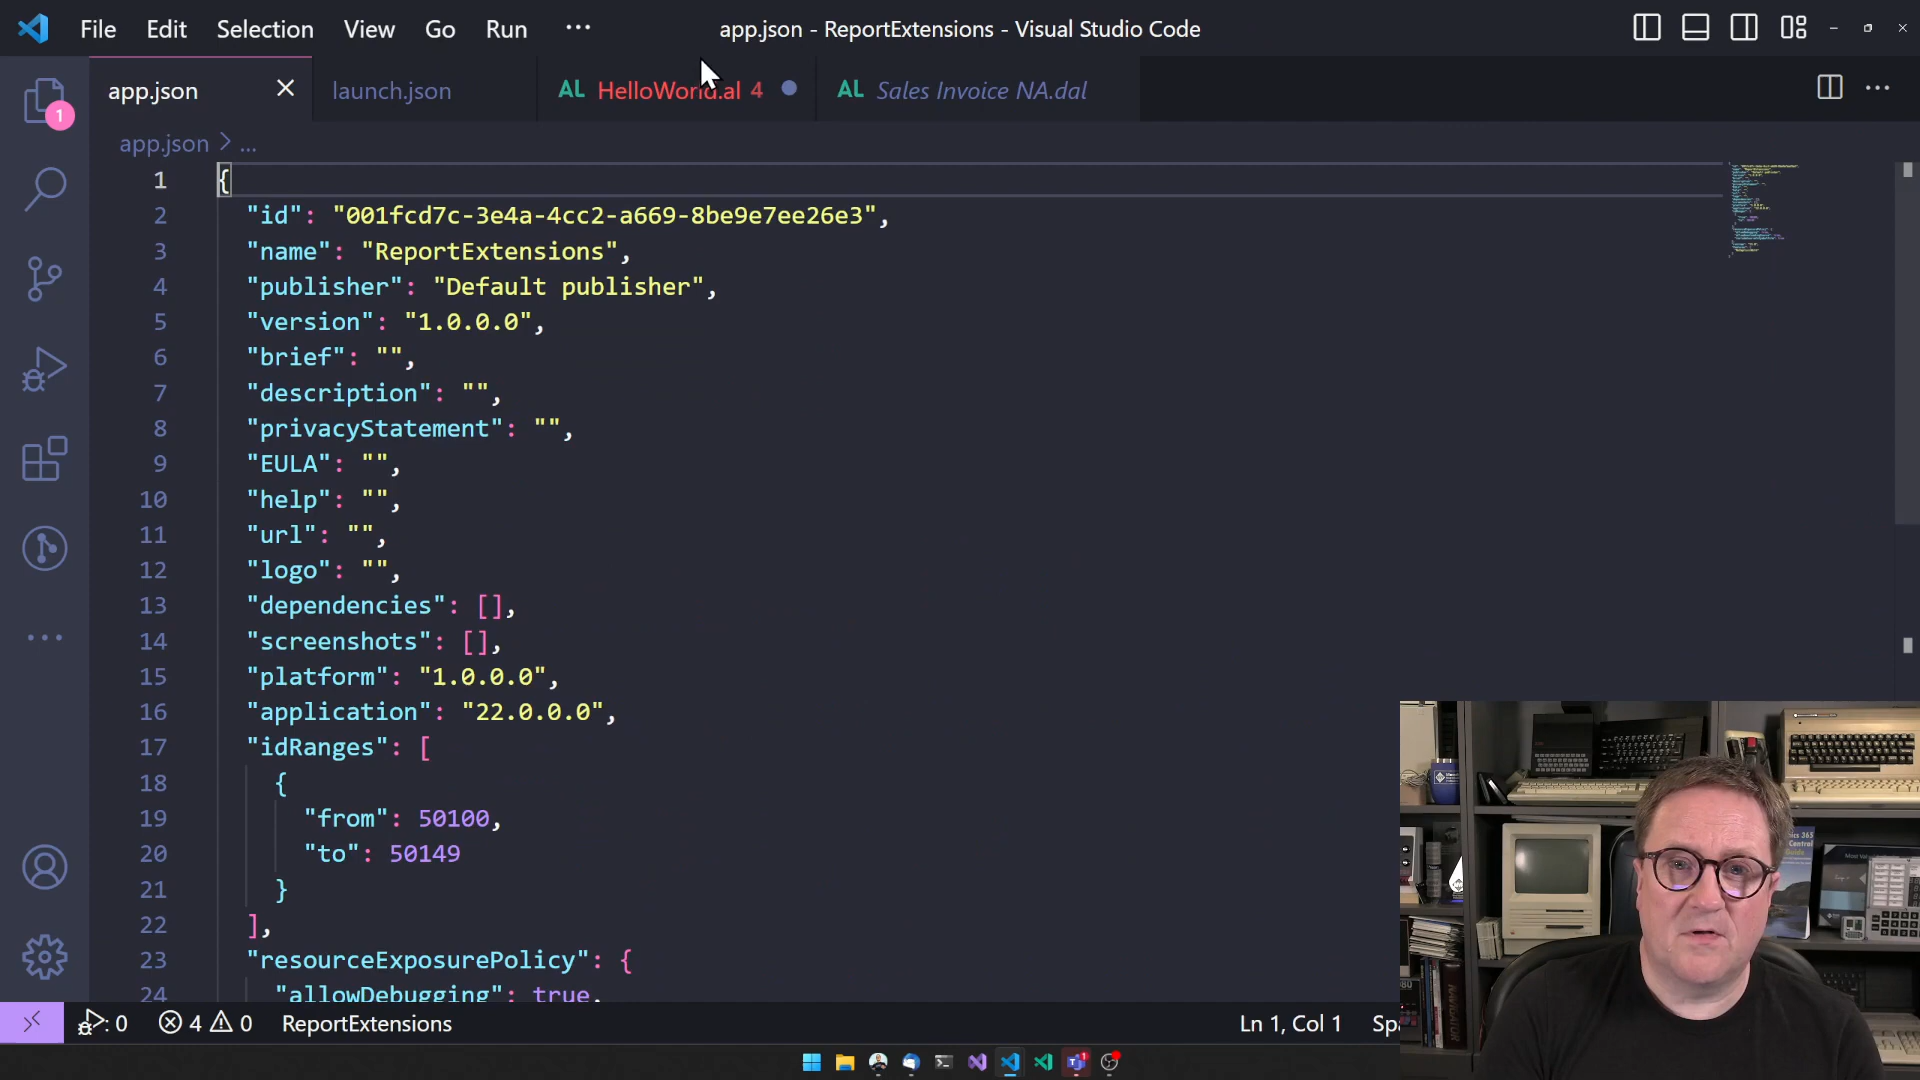 File Edit Selection View Go Run ... app.json - ReportExtensions - Visual Studio Code
app.json launch.json AL HelloWorld.al 4 AL Sales Invoice NA.dal
1
app.json > ...
1 {
2 "id": "001fcd7c-3e4a-4cc2-a669-8be9e7ee26e3",
3 "name": "ReportExtensions",
4 "publisher": "Default publisher",
5 "version": "1.0.0.0",
6 "brief": "",
7 "description": "",
8 "privacyStatement": "",
9 "EULA": "",
10 "help": "",
11 "url": "",
12 "logo": "",
13 "dependencies": [],
14 "screenshots": [],
15 "platform": "1.0.0.0",
16 "application": "22.0.0.0",
17 "idRanges": [
18 {
19 "from": 50100,
20 "to": 50149
21 }
22 ],
23 "resourceExposurePolicy": {
24 "allowDebugging": true,
0 4 0 ReportExtensions Ln 1, Col 1